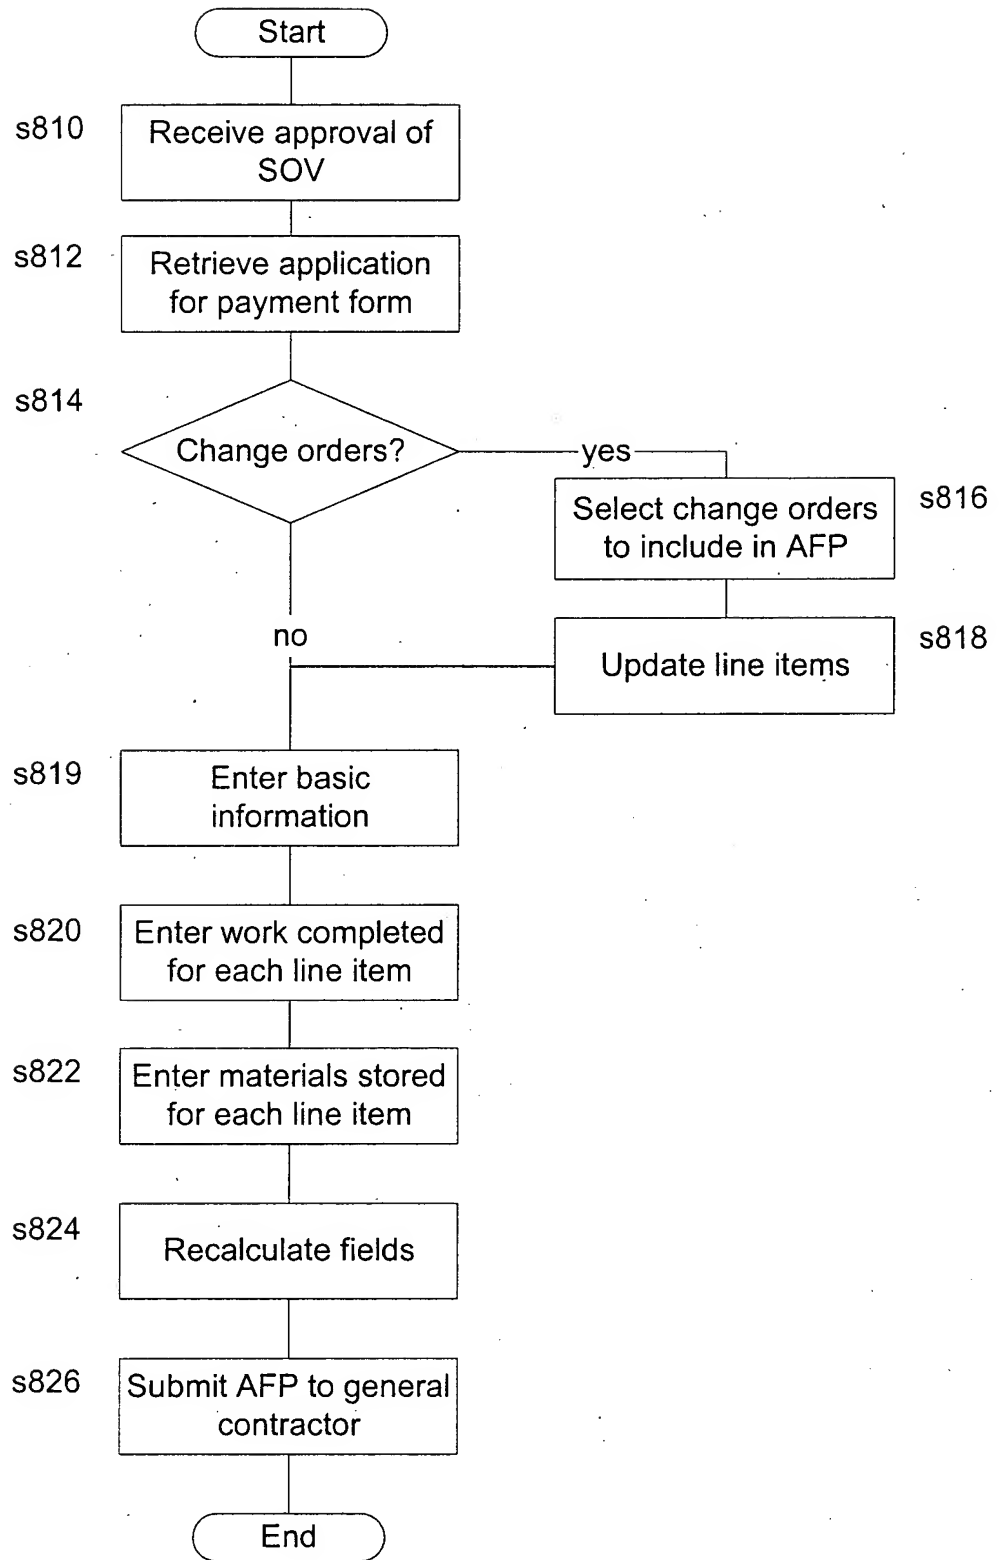 Start
s810
Receive approval of
SOV
s812
Retrieve application
for payment form
s814
Change orders?
yes
Select change orders
to include in AFP
s816
no
Update line items
s818
s819
Enter basic
information
s820
Enter work completed
for each line item
s822
Enter materials stored
for each line item
s824
Recalculate fields
s826
Submit AFP to general
contractor
End